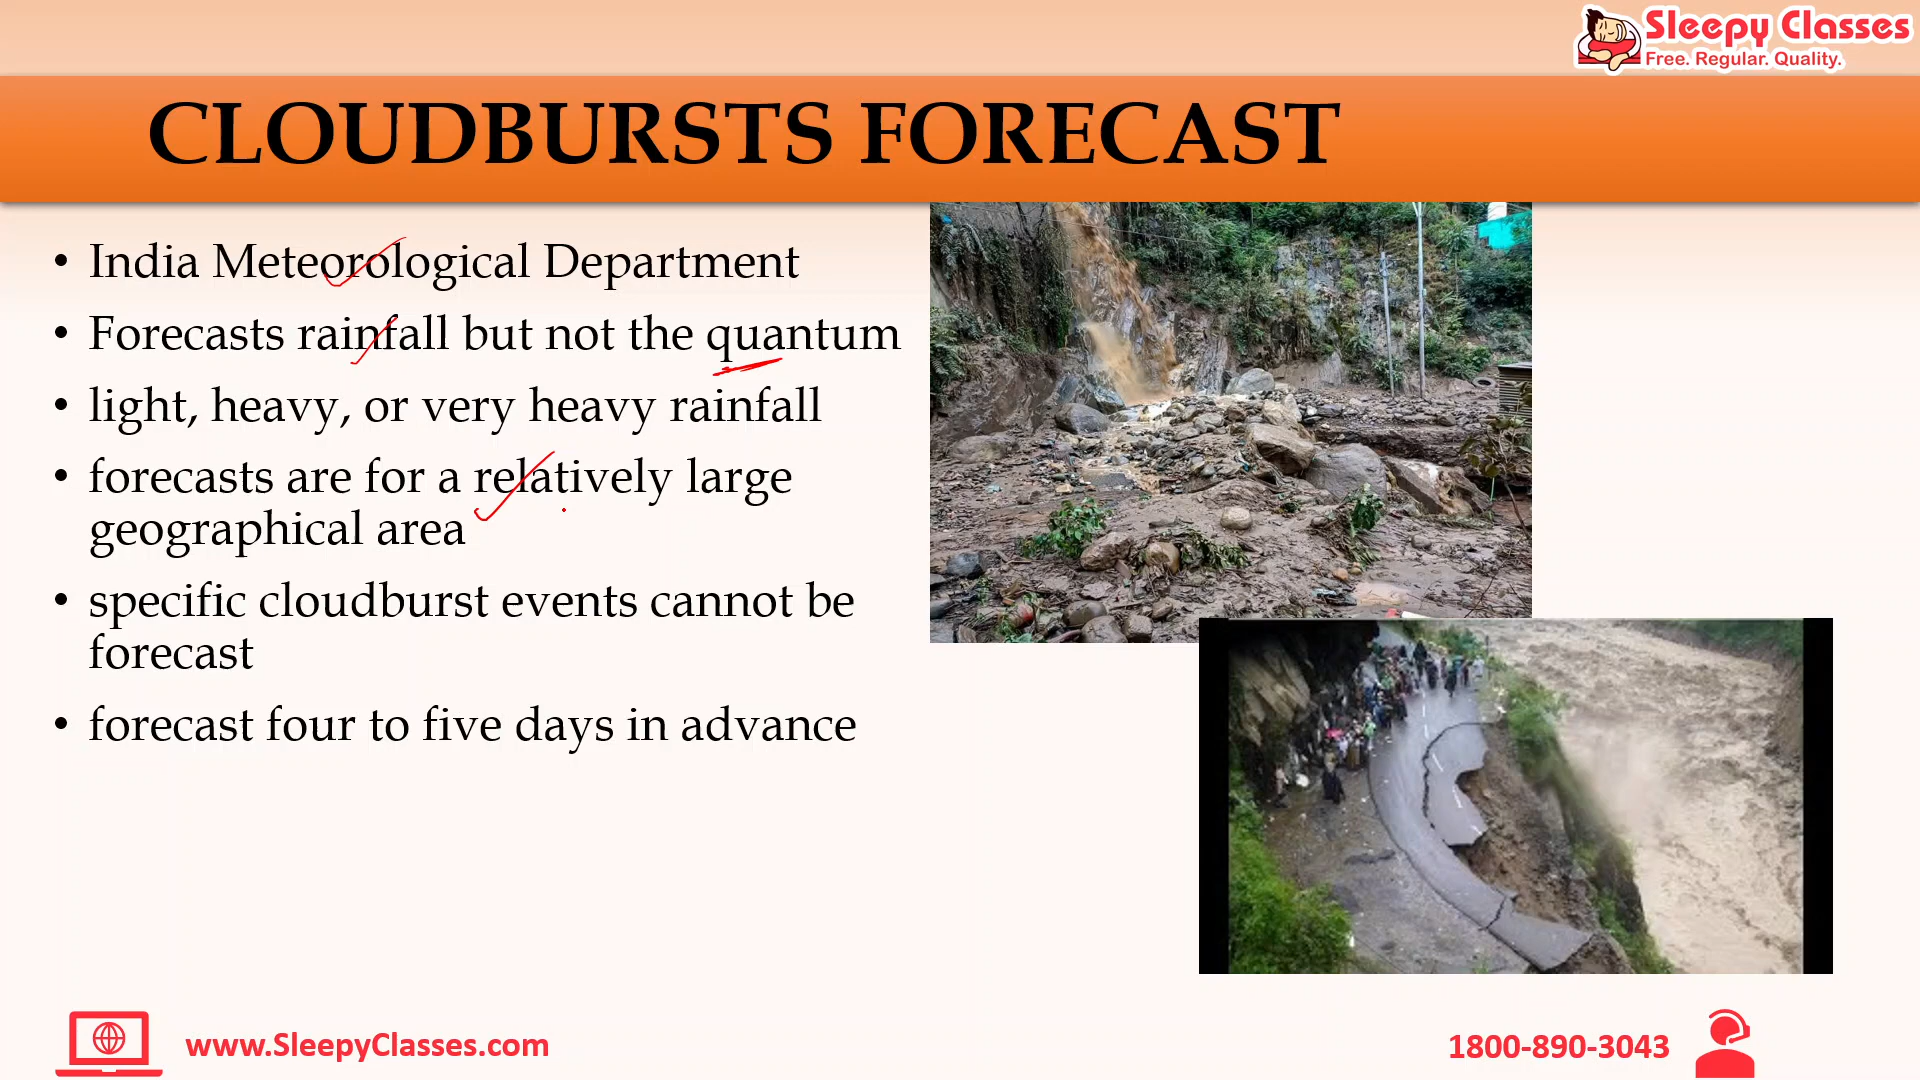 Sleepy Classes
Free. Regular. Quality.
CLOUDBURSTS FORECAST
• India Meteorological Department
• Forecasts rainfall but not the quantum
• light, heavy, or very heavy rainfall
• forecasts are for a relatively large
geographical area
• specific cloudburst events cannot be
forecast
• forecast four to five days in advance
www.SleepyClasses.com
1800-890-3043